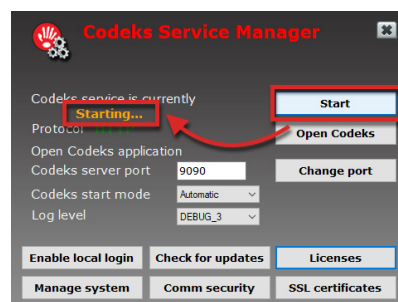 Codeks Service Manager
Codeks service is currently
Starting...
Start
Protocol
Open Codeks
Open Codeks application
Codeks server port 9090 Change port
Codeks start mode Automatic
Log level DEBUG_3
Enable local login Check for updates Licenses
Manage system Comm security SSL certificates